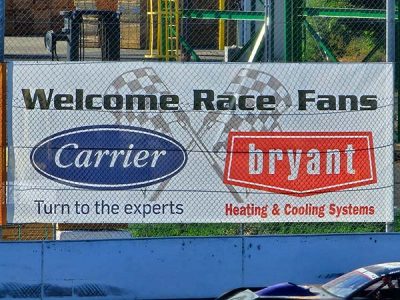 Welcome Race Fans
Carrier
bryant
Turn to the experts
Heating & Cooling Systems